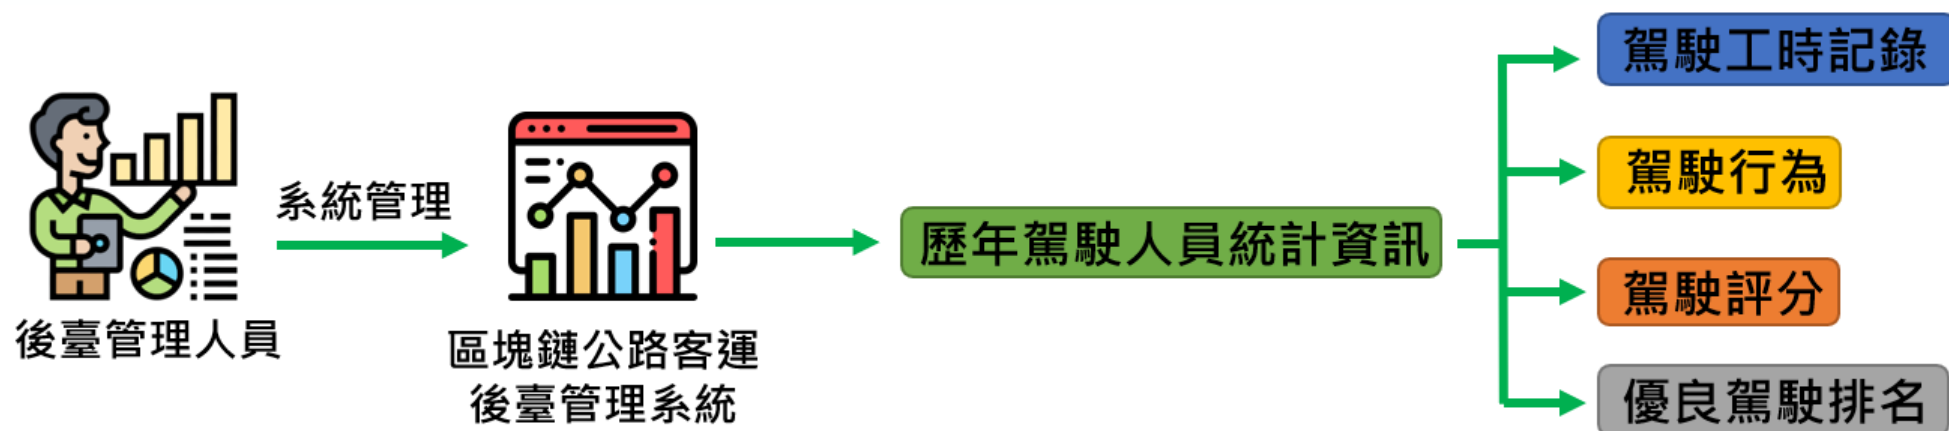 後臺管理人員
系統管理
區塊鏈公路客運
後臺管理系統
歷年駕駛人員統計資訊
駕駛工時記錄
駕駛行為
駕駛評分
優良駕駛排名